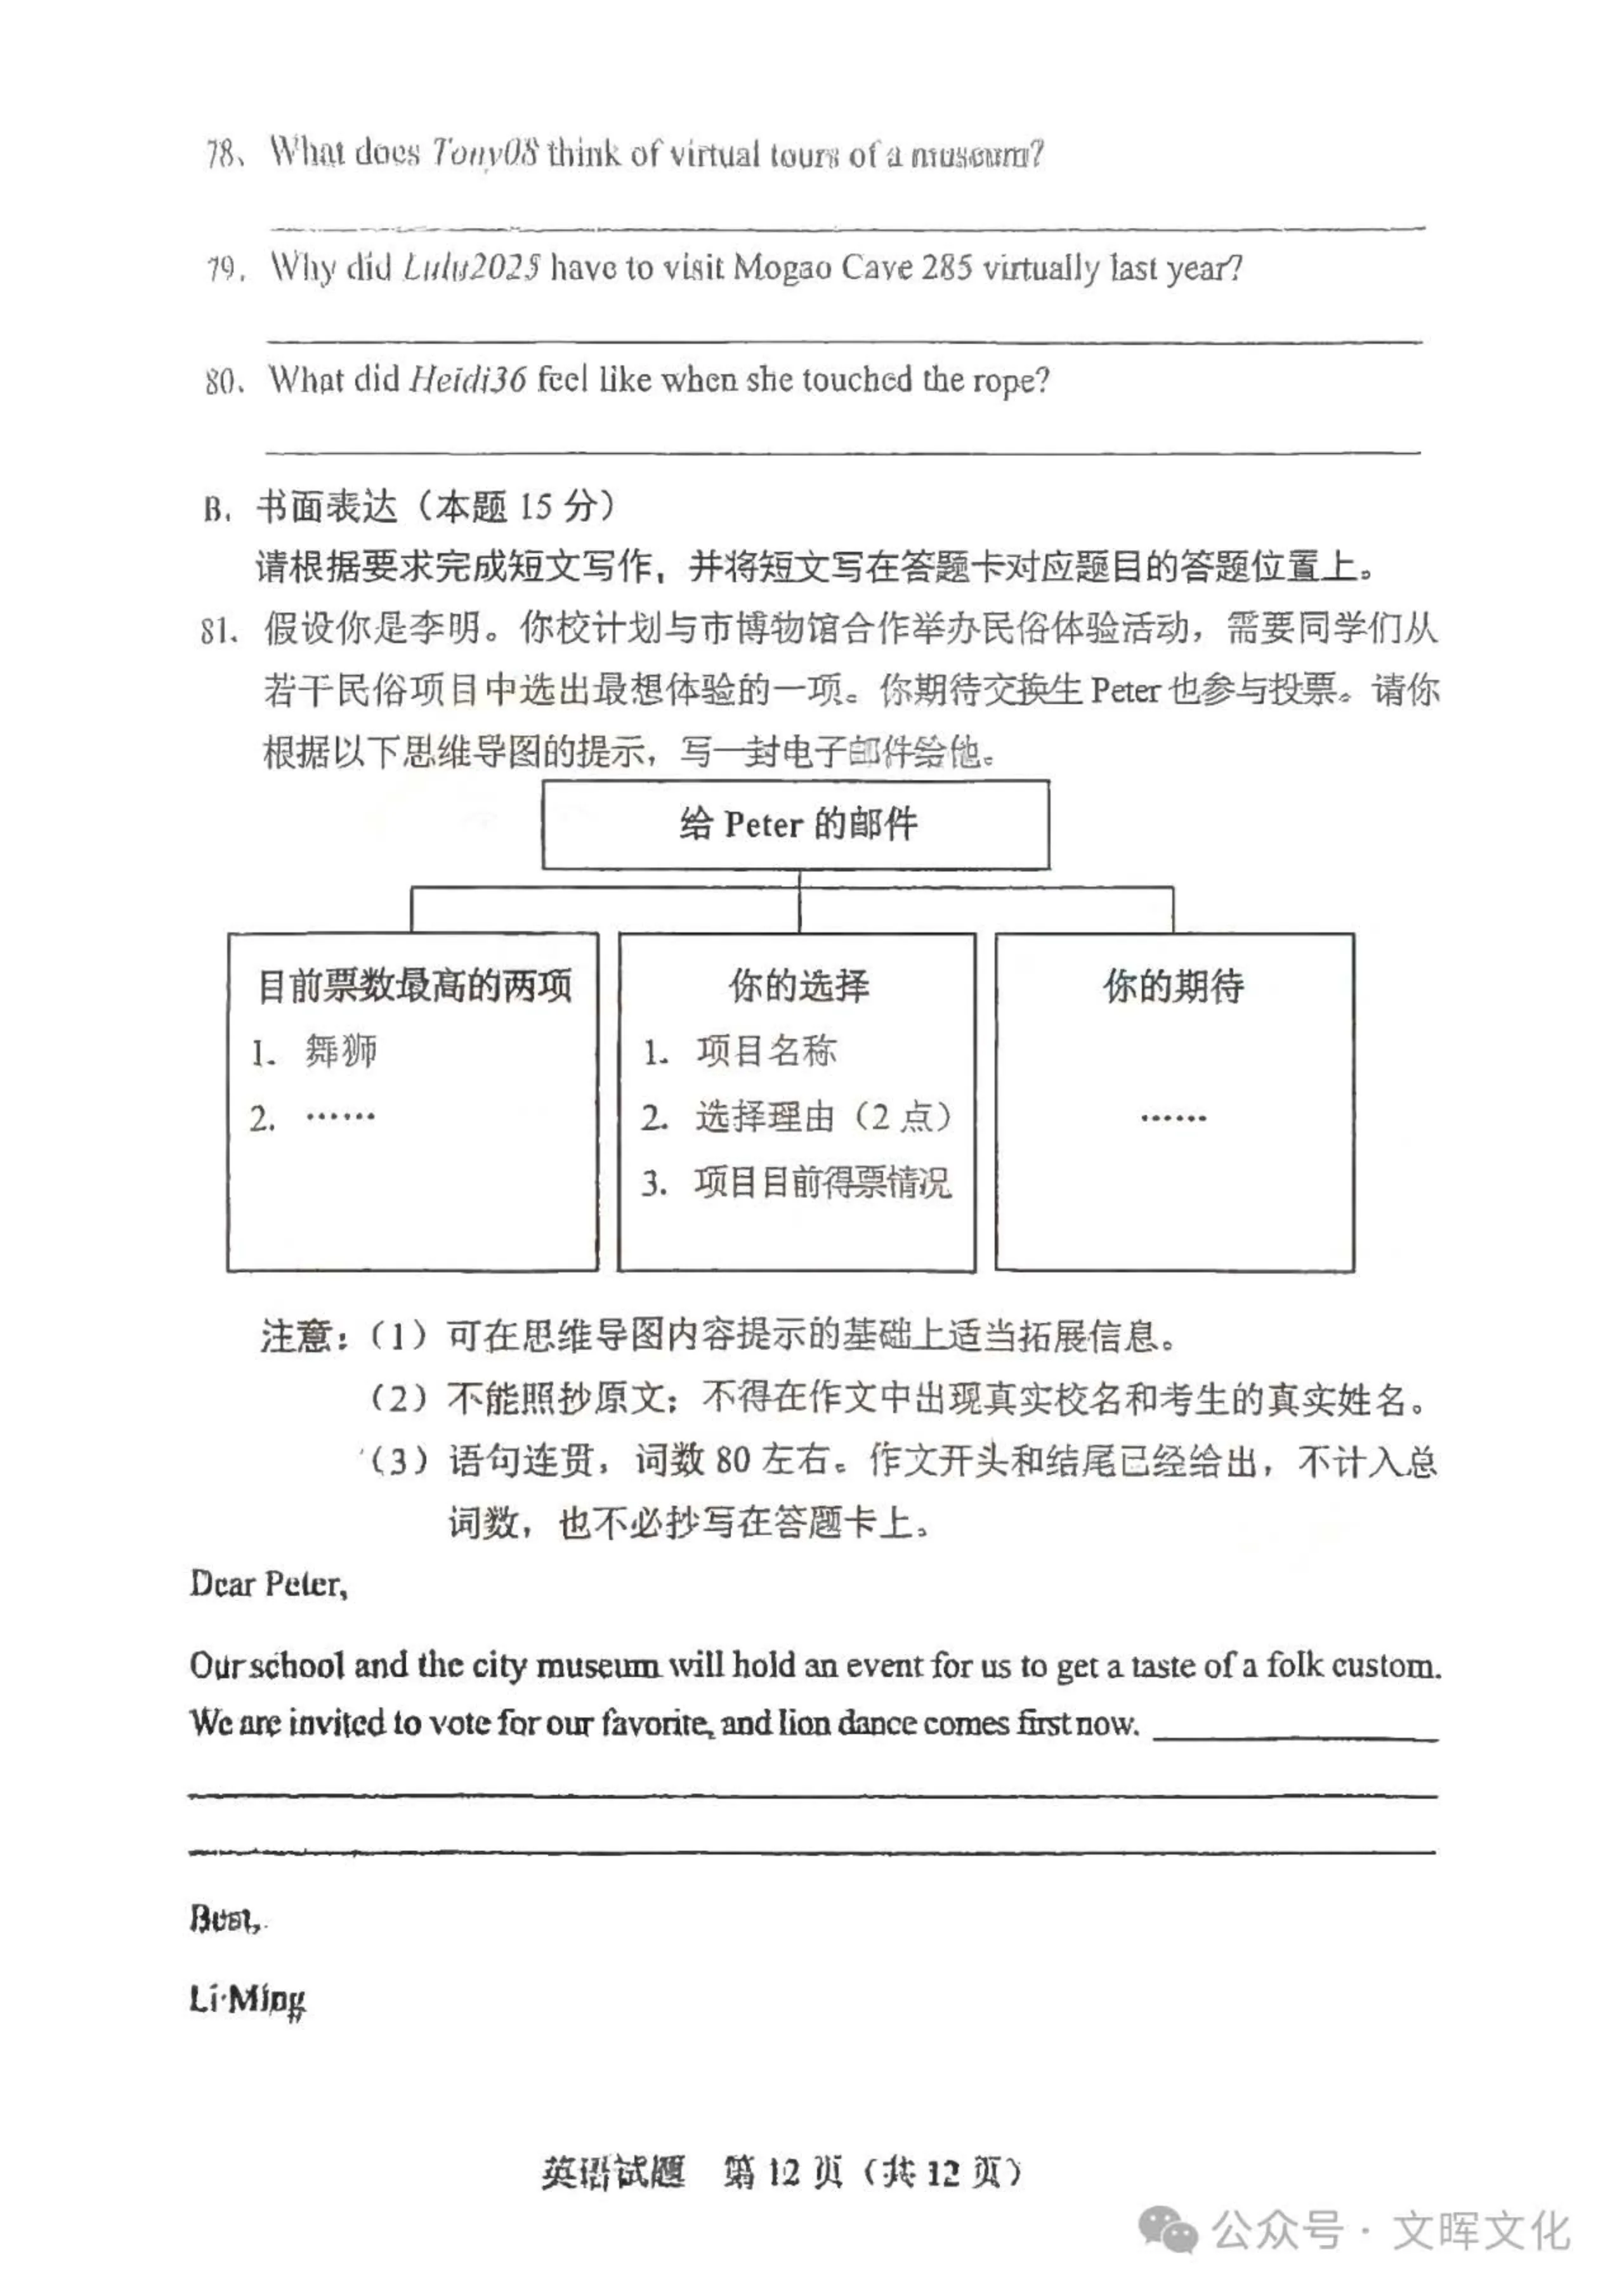 78、What does Tony08 think of virtual tours of a museum?
79. Why did Lulu2025 have to visit Mogao Cave 285 virtually last year?
80. What did Heidi36 feel like when she touched the rope?
B. 书面表达（本题 15 分）
请根据要求完成短文写作，并将短文写在答题卡对应题目的答题位置上。
81. 假设你是李明。你校计划与市博物馆合作举办民俗体验活动，需要同学们从
若干民俗项目中选出最想体验的一项。你期待交换生 Peter 也参与投票。请你
根据以下思维导图的提示，写一封电子邮件给他。
给 Peter 的邮件
目前票数最高的两项
1. 舞狮
2. ……
你的选择
1. 项目名称
2. 选择理由（2 点）
3. 项目目前得票情况
你的期待
……
注意：（1）可在思维导图内容提示的基础上适当拓展信息。
（2）不能照抄原文；不得在作文中出现真实校名和考生的真实姓名。
（3）语句连贯，词数 80 左右。作文开头和结尾已经给出，不计入总
词数，也不必抄写在答题卡上。
Dear Peter,
Our school and the city museum will hold an event for us to get a taste of a folk custom.
We are invited to vote for our favorite, and lion dance comes first now.
Best,
Li Ming
英语试题 第 12 页（共 12 页）
公众号 · 文晖文化